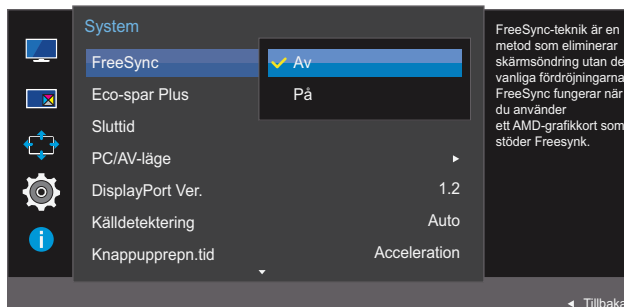 System
FreeSync
Av
Eco-spar Plus
På
Sluttid
PC/AV-läge
DisplayPort Ver.
1.2
Källdetektering
Auto
Knappupprepn.tid
Acceleration
FreeSync-teknik är en
metod som eliminerar
skärmsöndring utan de
vanliga fördröjningarna
FreeSync fungerar när
du använder
ett AMD-grafikkort som
stöder Freesynk.
Tillbaka